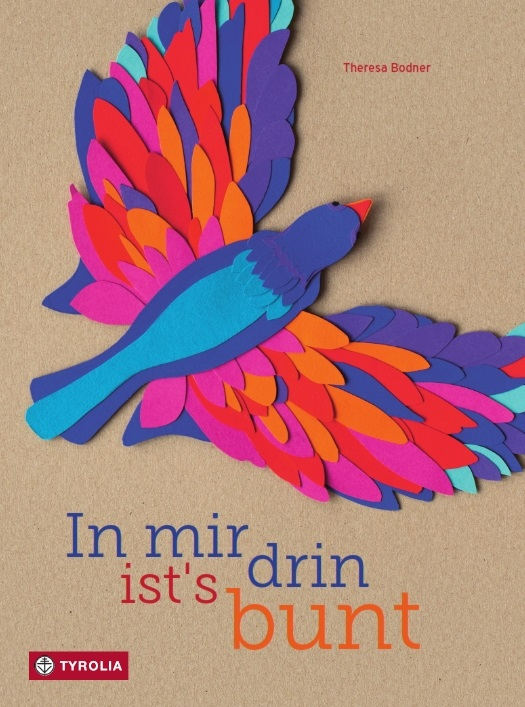 Theresa Bodner
In mir
drin
ist's
bunt
TYROLIA